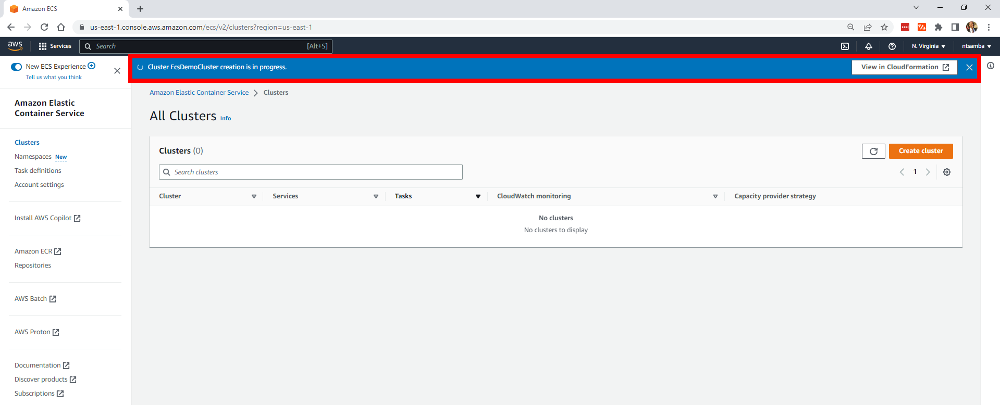 Amazon ECS
us-east-1.console.aws.amazon.com/ecs/v2/clusters?region=us-east-1
aws
Services
Search
[Alt+S]
N. Virginia
ntsamba
New ECS Experience
Tell us what you think
Cluster EcsDemoCluster creation is in progress.
View in CloudFormation
Amazon Elastic
Container Service
Clusters
Namespaces New
Task definitions
Account settings
Install AWS Copilot
Amazon ECR
Repositories
AWS Batch
AWS Proton
Documentation
Discover products
Subscriptions
Amazon Elastic Container Service
Clusters
All Clusters Info
Clusters (0)
Create cluster
Search clusters
1
Cluster
Services
Tasks
CloudWatch monitoring
Capacity provider strategy
No clusters
No clusters to display